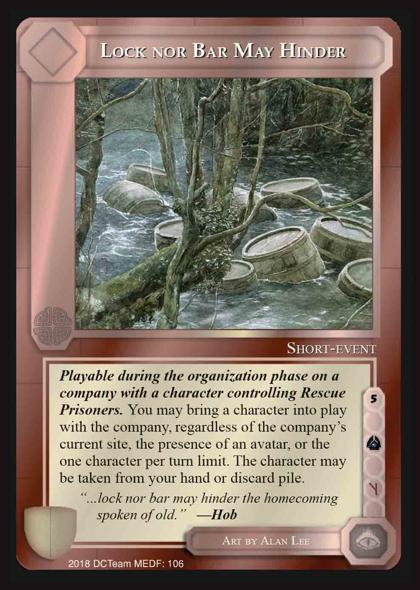 Lock nor Bar May Hinder
Short-event
Playable during the organization phase on a
company with a character controlling Rescue
Prisoners. You may bring a character into play
with the company, regardless of the company's
current site, the presence of an avatar, or the
one character per turn limit. The character may
be taken from your hand or discard pile.
"...lock nor bar may hinder the homecoming
spoken of old." —Hob
5
Art by Alan Lee
2018 DCTeam MEDF: 106